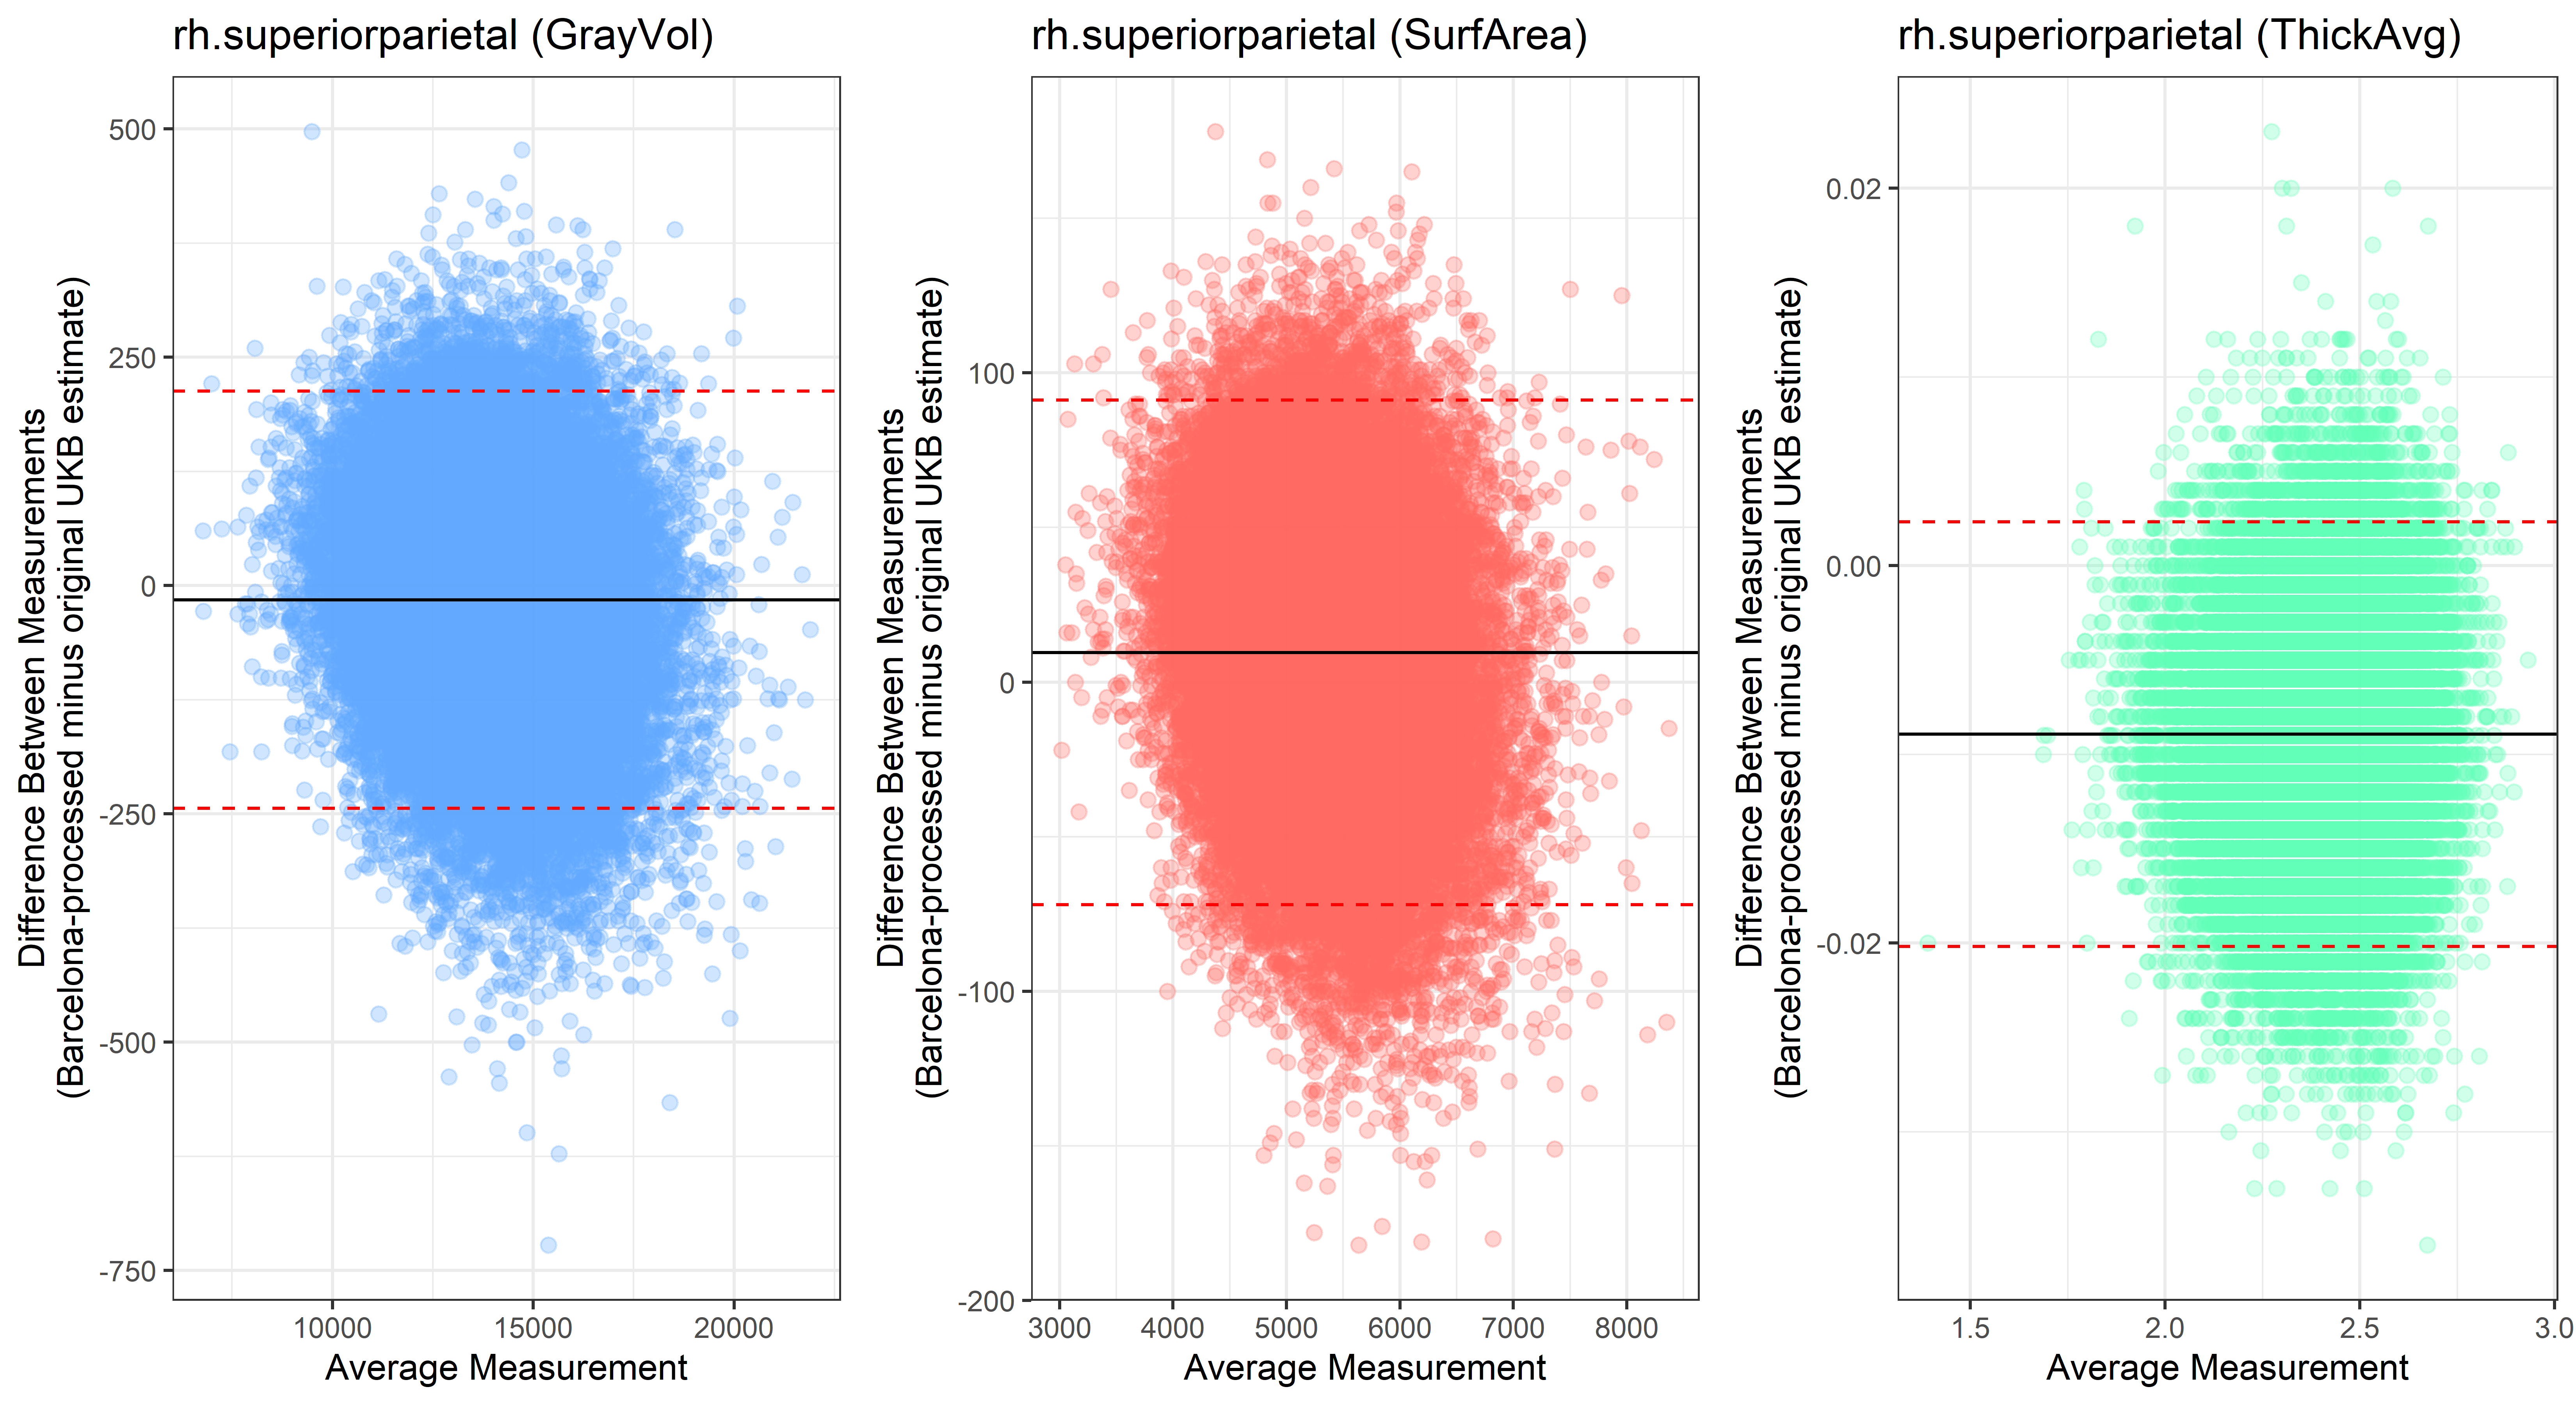 rh.superiorparietal (GrayVol)
Difference Between Measurements
(Barcelona-processed minus original UKB estimate)
500
250
0
-250
-500
-750
10000 15000 20000
Average Measurement
rh.superiorparietal (SurfArea)
Difference Between Measurements
(Barcelona-processed minus original UKB estimate)
100
0
-100
-200
3000 4000 5000 6000 7000 8000
Average Measurement
rh.superiorparietal (ThickAvg)
Difference Between Measurements
(Barcelona-processed minus original UKB estimate)
0.02
0.00
-0.02
1.5 2.0 2.5 3.0
Average Measurement